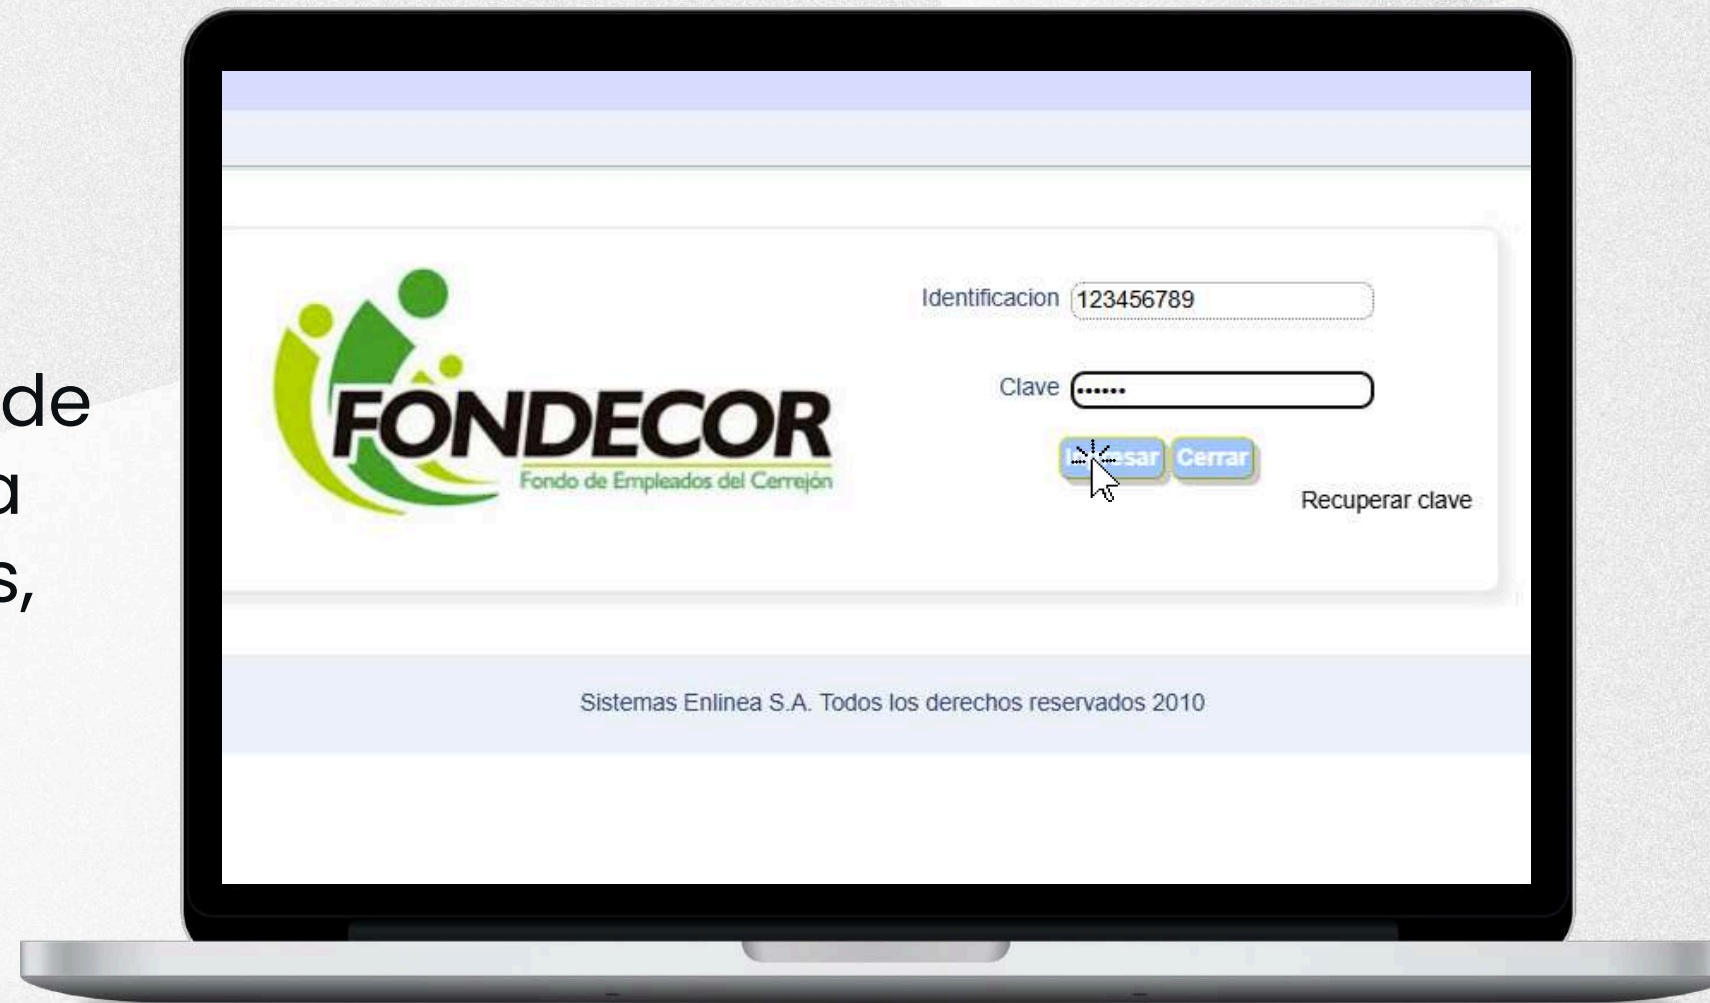 de
a
s,
Identificacion 123456789
Clave ••••••
FONDECOR
Fondo de Empleados del Cerrejón
Cerrar
Recuperar clave
Sistemas Enlinea S.A. Todos los derechos reservados 2010